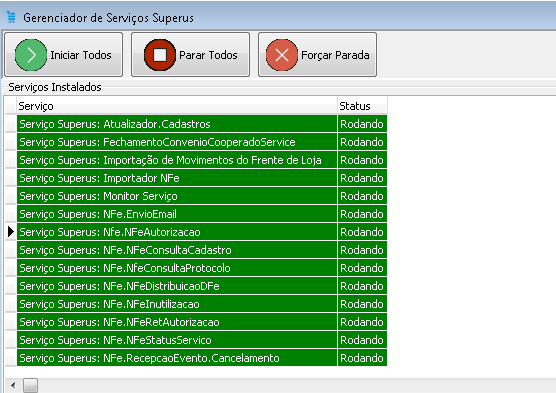 Gerenciador de Serviços Superus
Iniciar Todos Parar Todos Forçar Parada
Serviços Instalados
Serviço Status
Serviço Superus: Atualizador.Cadastros Rodando
Serviço Superus: FechamentoConvenioCooperadoService Rodando
Serviço Superus: Importação de Movimentos do Frente de Loja Rodando
Serviço Superus: Importador NFe Rodando
Serviço Superus: Monitor Serviço Rodando
Serviço Superus: NFe.EnvioEmail Rodando
Serviço Superus: Nfe.NFeAutorizacao Rodando
Serviço Superus: NFe.NFeConsultaCadastro Rodando
Serviço Superus: NFe.NfeConsultaProtocolo Rodando
Serviço Superus: NFe.NFeDistribuicaoDFe Rodando
Serviço Superus: NFe.NfeInutilizacao Rodando
Serviço Superus: NFe.NFeRetAutorizacao Rodando
Serviço Superus: NFe.NFeStatusServico Rodando
Serviço Superus: NFe.RecepcaoEvento.Cancelamento Rodando